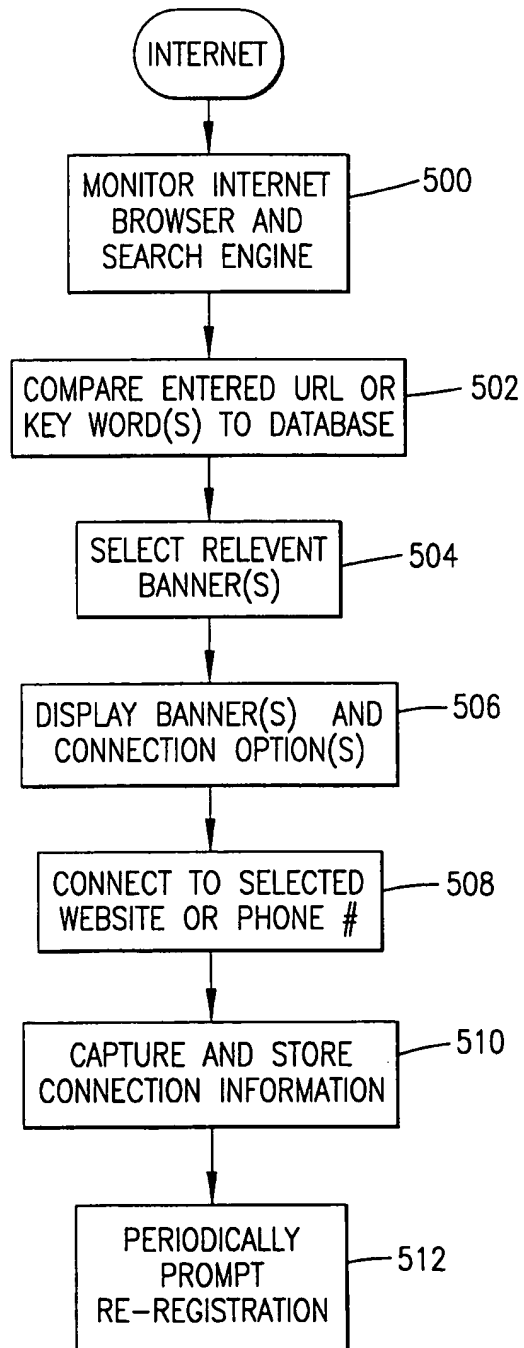 INTERNET
MONITOR INTERNET
BROWSER AND
SEARCH ENGINE
500
COMPARE ENTERED URL OR
KEY WORD(S) TO DATABASE
502
SELECT RELEVENT
BANNER(S)
504
DISPLAY BANNER(S) AND
CONNECTION OPTION(S)
506
CONNECT TO SELECTED
WEBSITE OR PHONE #
508
CAPTURE AND STORE
CONNECTION INFORMATION
510
PERIODICALLY
PROMPT
RE-REGISTRATION
512